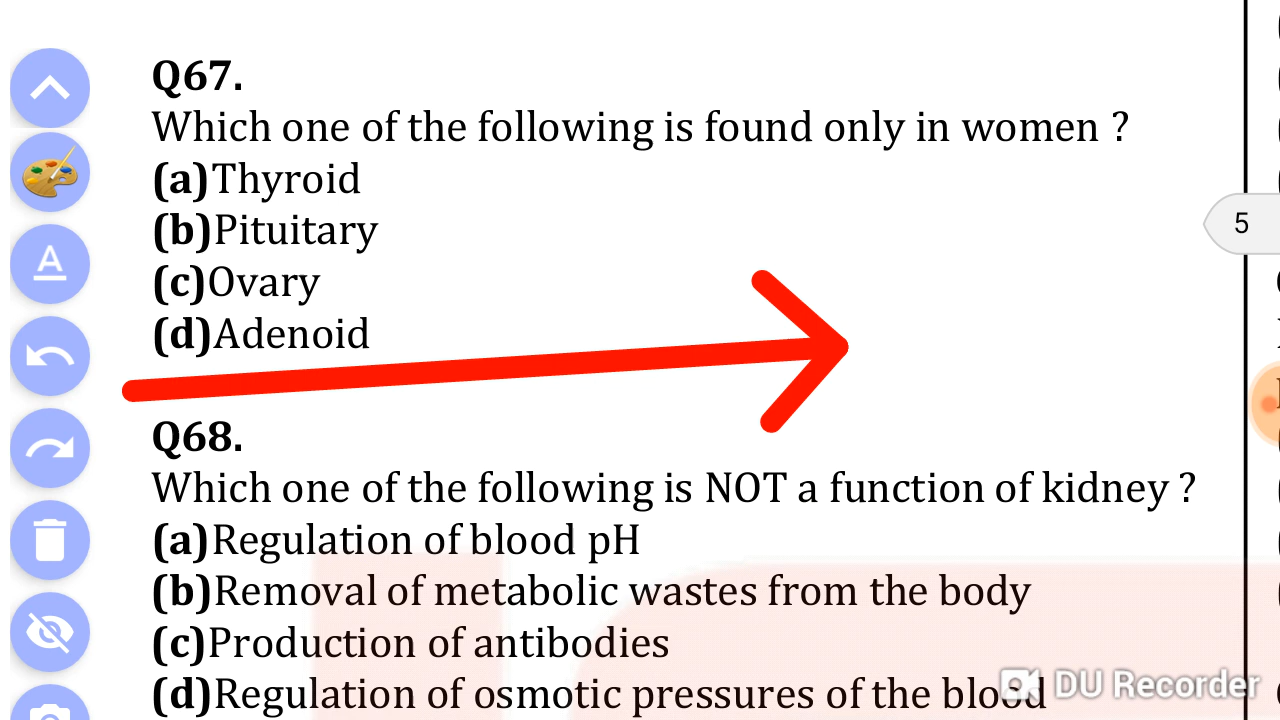 Q67.
Which one of the following is found only in women ?
(a)Thyroid
(b)Pituitary
(c)Ovary
(d)Adenoid
Q68.
Which one of the following is NOT a function of kidney ?
(a)Regulation of blood pH
(b)Removal of metabolic wastes from the body
(c)Production of antibodies
(d)Regulation of osmotic pressures of the blood
5
A
DU Recorder